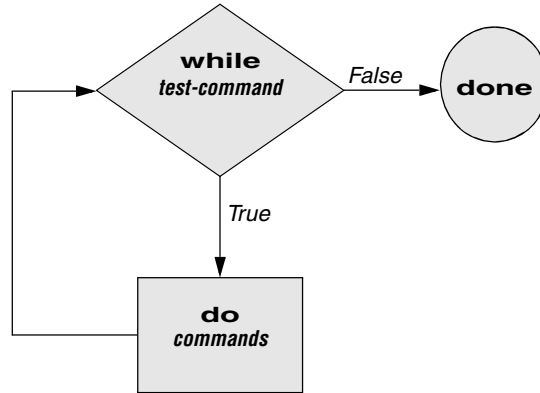 while
test-command
False
done
True
do
commands